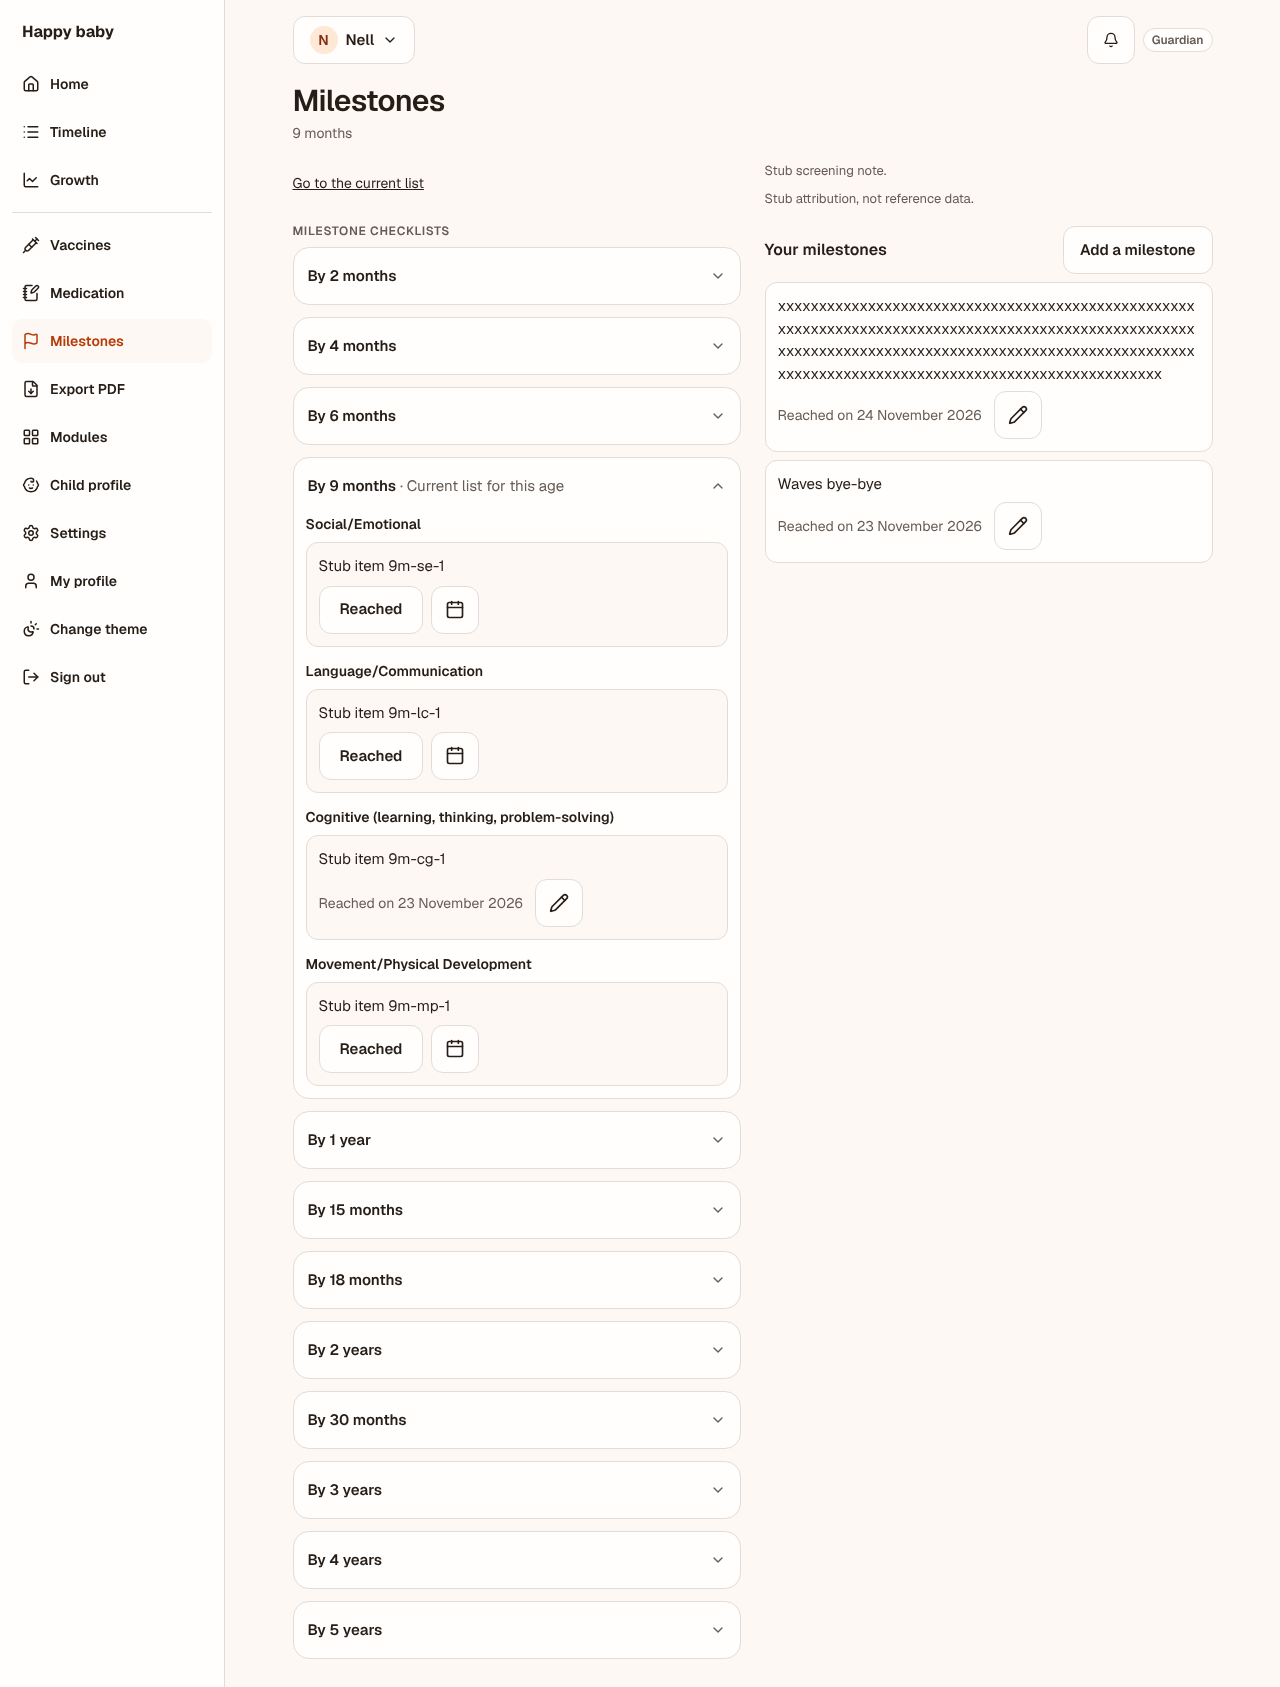 Happy baby
Home
Timeline
Growth
Vaccines
Medication
Milestones
Export PDF
Modules
Child profile
Settings
My profile
Change theme
Sign out
N Nell
Guardian
Milestones
9 months
Go to the current list
MILESTONE CHECKLISTS
By 2 months
By 4 months
By 6 months
By 9 months · Current list for this age
Social/Emotional
Stub item 9m-se-1
Reached
Language/Communication
Stub item 9m-lc-1
Reached
Cognitive (learning, thinking, problem-solving)
Stub item 9m-cg-1
Reached on 23 November 2026
Movement/Physical Development
Stub item 9m-mp-1
Reached
By 1 year
By 15 months
By 18 months
By 2 years
By 30 months
By 3 years
By 4 years
By 5 years
Stub screening note.
Stub attribution, not reference data.
Your milestones
Add a milestone
xxxxxxxxxxxxxxxxxxxxxxxxxxxxxxxxxxxxxxxxxxxxxxxxxxx
xxxxxxxxxxxxxxxxxxxxxxxxxxxxxxxxxxxxxxxxxxxxxxxxxxx
xxxxxxxxxxxxxxxxxxxxxxxxxxxxxxxxxxxxxxxxxxxxxxxxxxx
xxxxxxxxxxxxxxxxxxxxxxxxxxxxxxxxxxxxxxxxxxxxxxx
Reached on 24 November 2026
Waves bye-bye
Reached on 23 November 2026